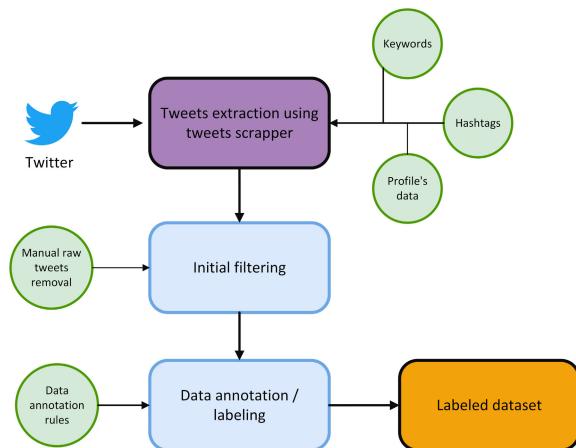 Keywords
Tweets extraction using
tweets scrapper
Hashtags
Twitter
Profile's
data
Manual raw
tweets
removal
Initial filtering
Data
annotation
rules
Data annotation /
labeling
Labeled dataset